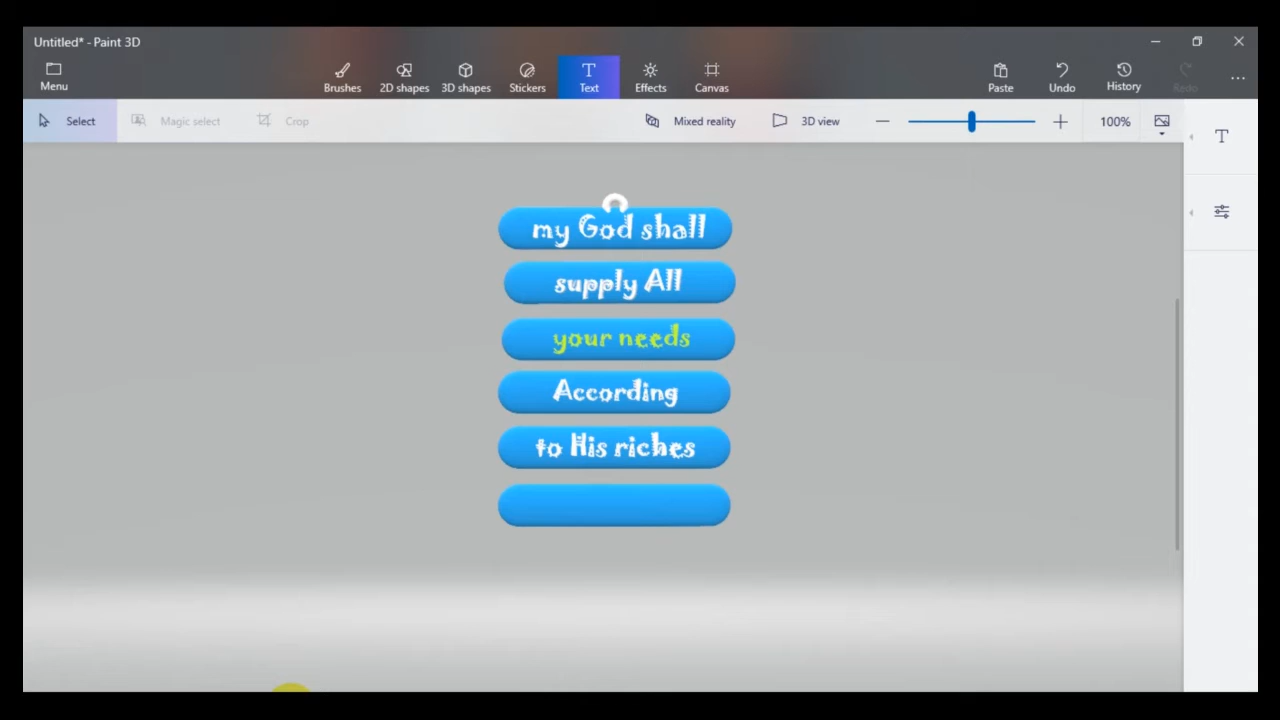 Untitled* - Paint 3D
Menu
Brushes
2D shapes
3D shapes
Stickers
Text
Effects
Canvas
Paste
Undo
History
Redo
Select
Magic select
Crop
Mixed reality
3D view
100%
my God shall
supply All
your needs
According
to His riches